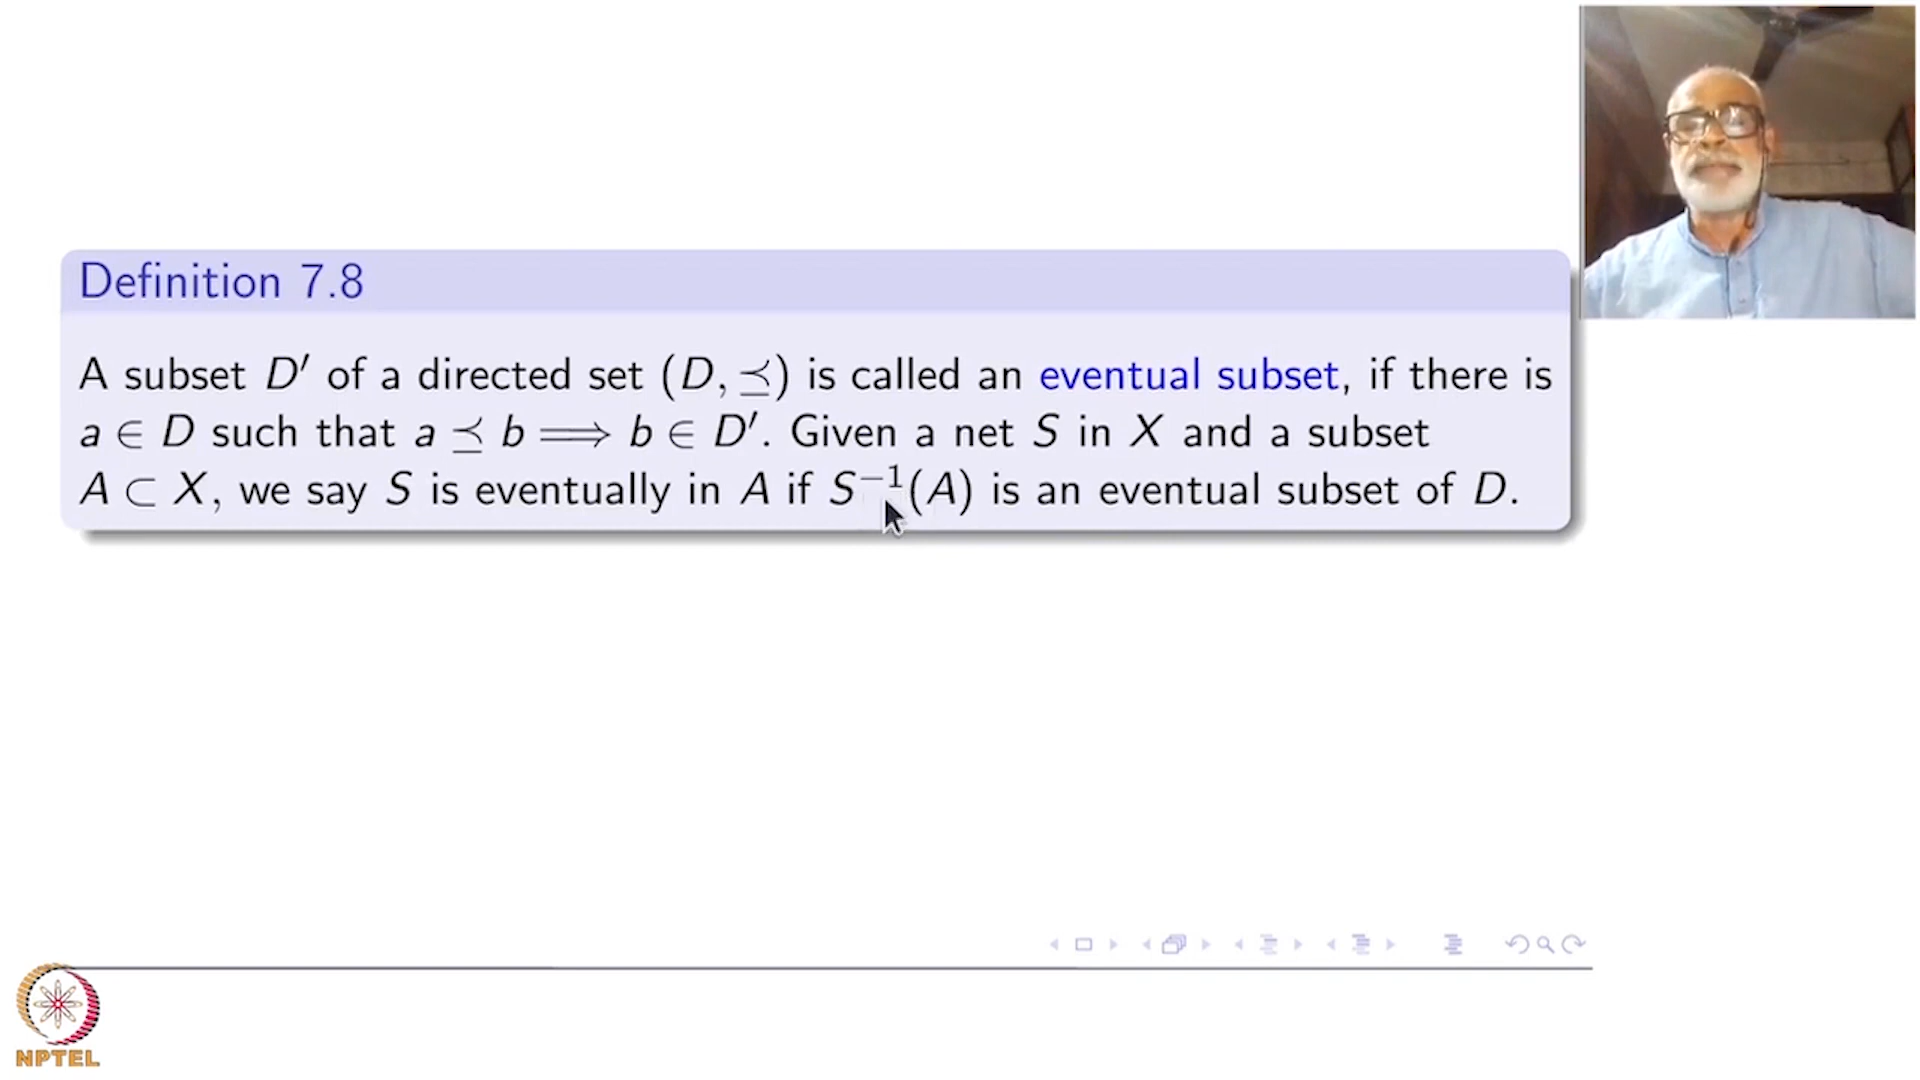 Definition 7.8
A subset D′ of a directed set (D, ⪯) is called an eventual subset, if there is
a ∈ D such that a ⪯ b ⟹ b ∈ D′. Given a net S in X and a subset
A ⊂ X, we say S is eventually in A if S⁻¹(A) is an eventual subset of D.
NPTEL